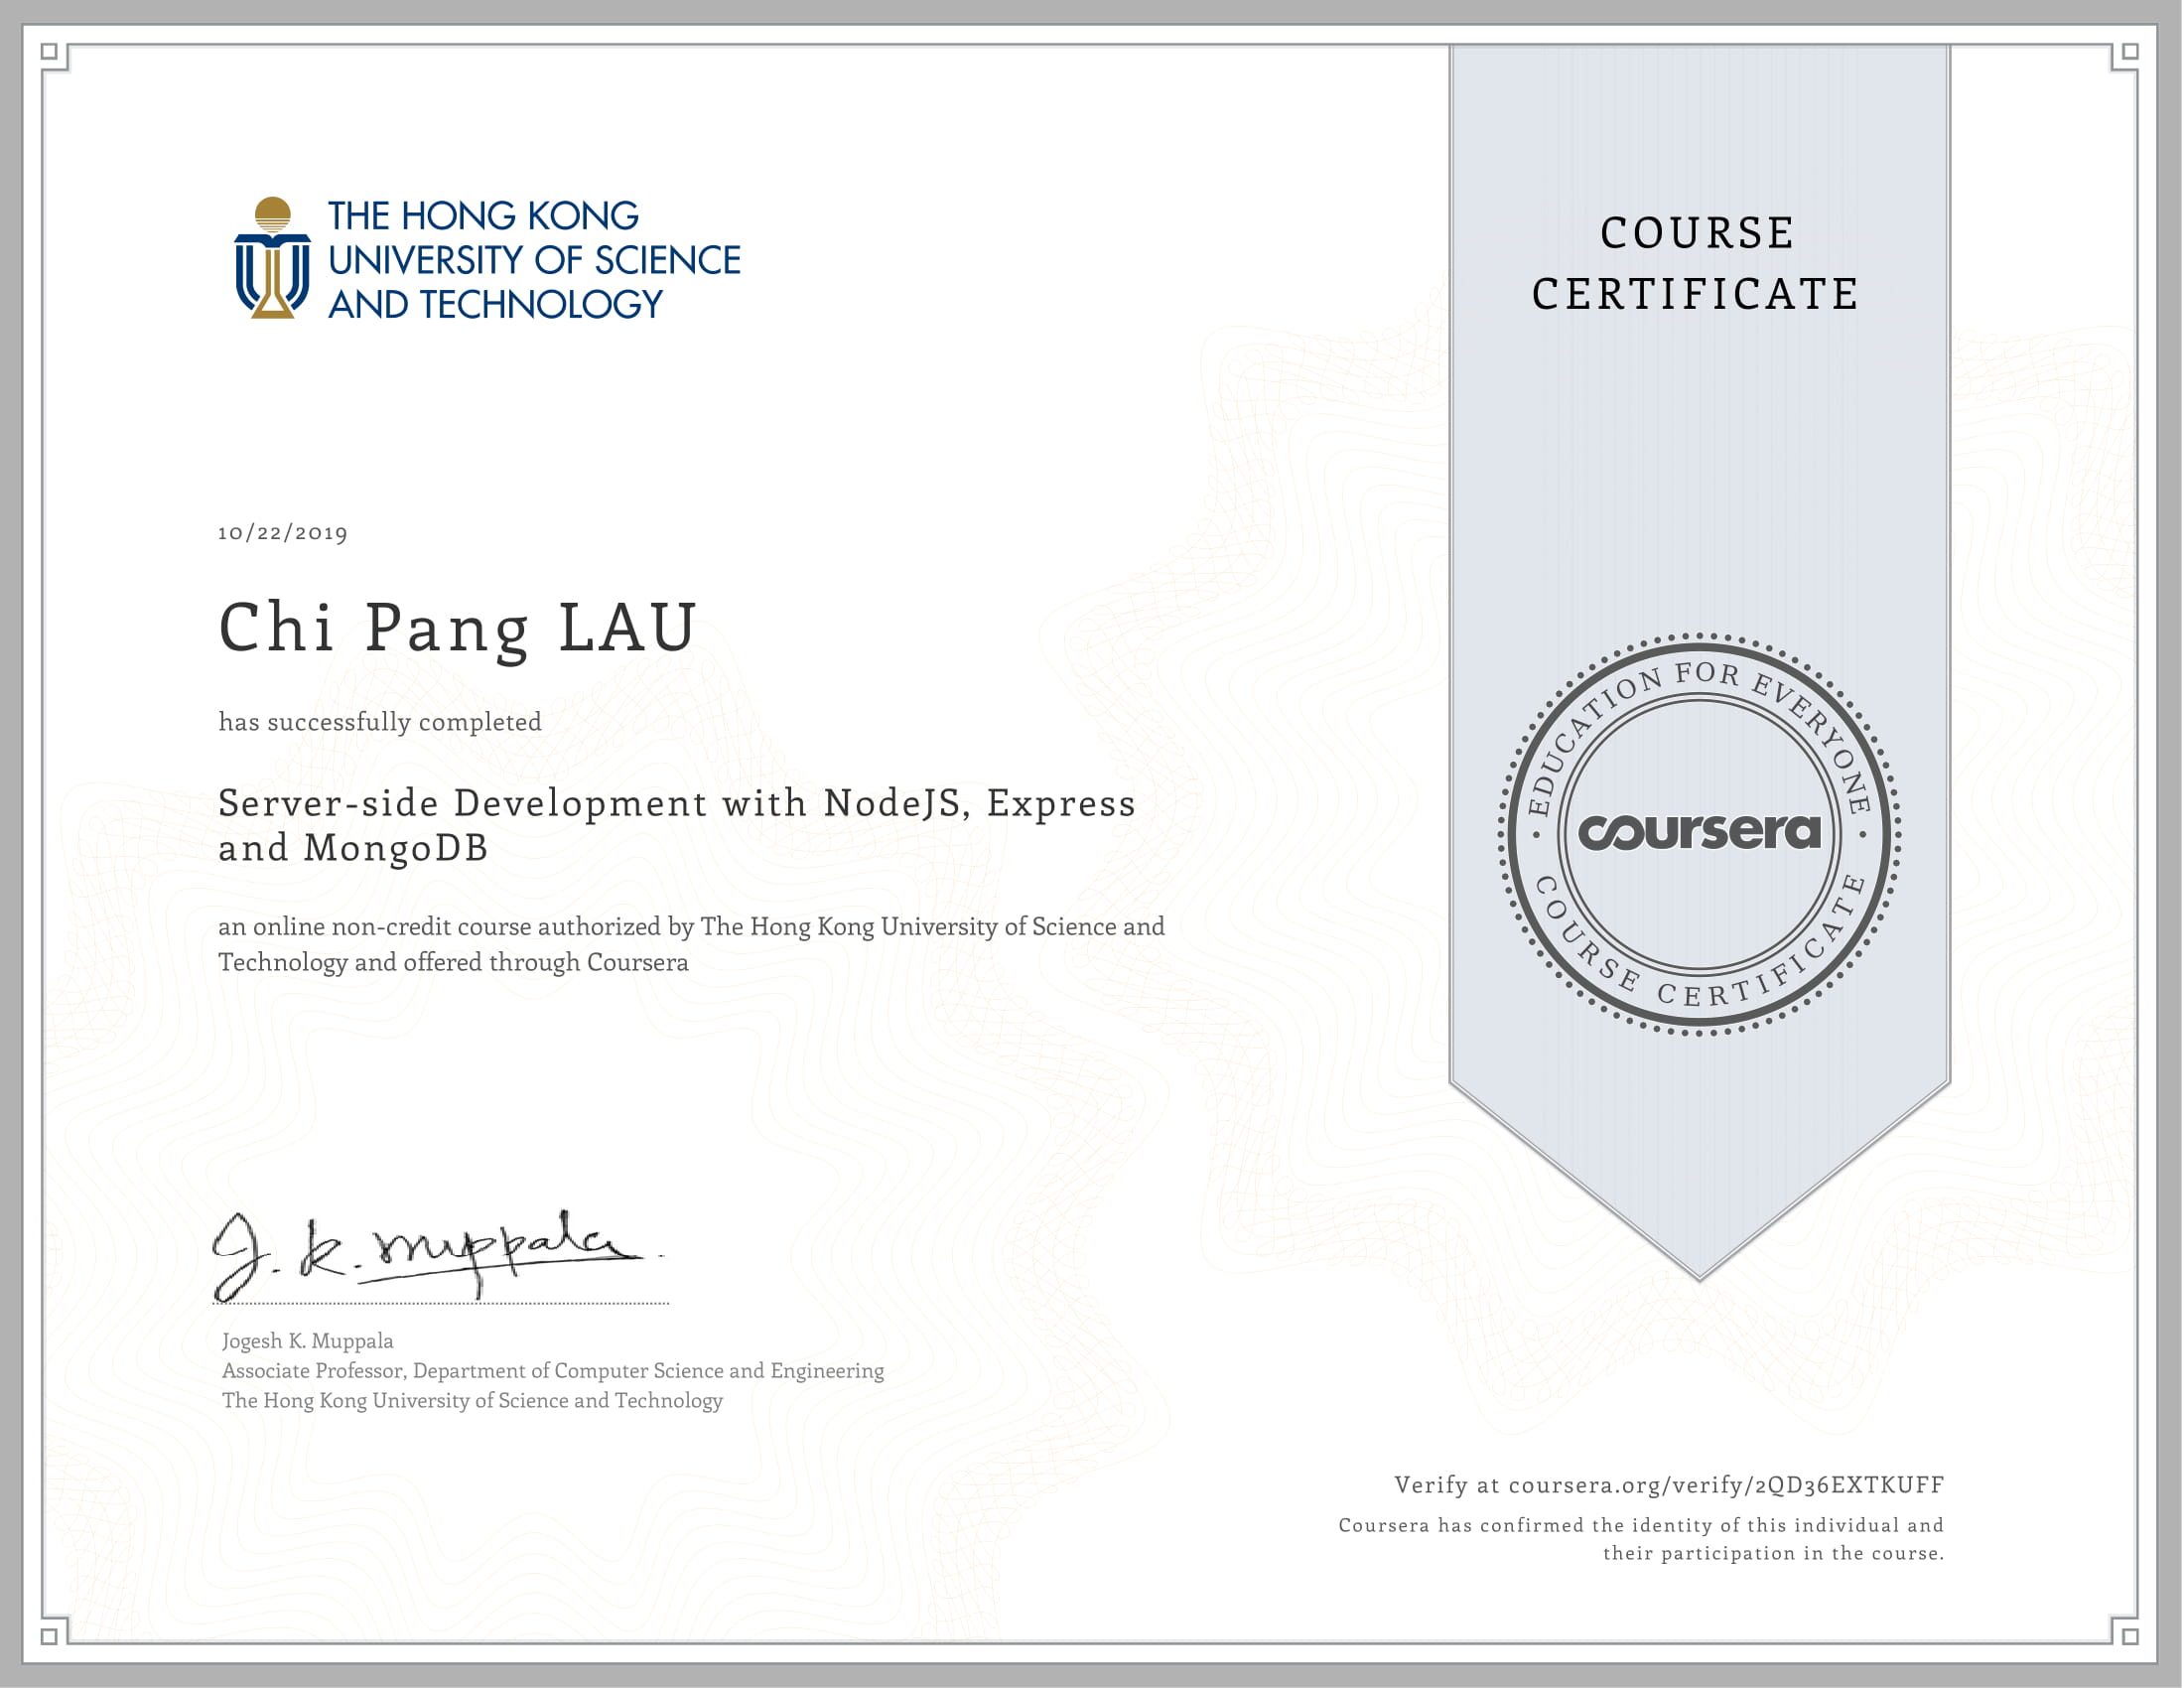 THE HONG KONG
UNIVERSITY OF SCIENCE
AND TECHNOLOGY
COURSE
CERTIFICATE
10/22/2019
Chi Pang LAU
has successfully completed
Server-side Development with NodeJS, Express
and MongoDB
an online non-credit course authorized by The Hong Kong University of Science and
Technology and offered through Coursera
EDUCATION FOR EVERYONE
coursera
COURSE CERTIFICATE
J. K. Muppala
Jogesh K. Muppala
Associate Professor, Department of Computer Science and Engineering
The Hong Kong University of Science and Technology
Verify at coursera.org/verify/2QD36EXTKUFF
Coursera has confirmed the identity of this individual and
their participation in the course.